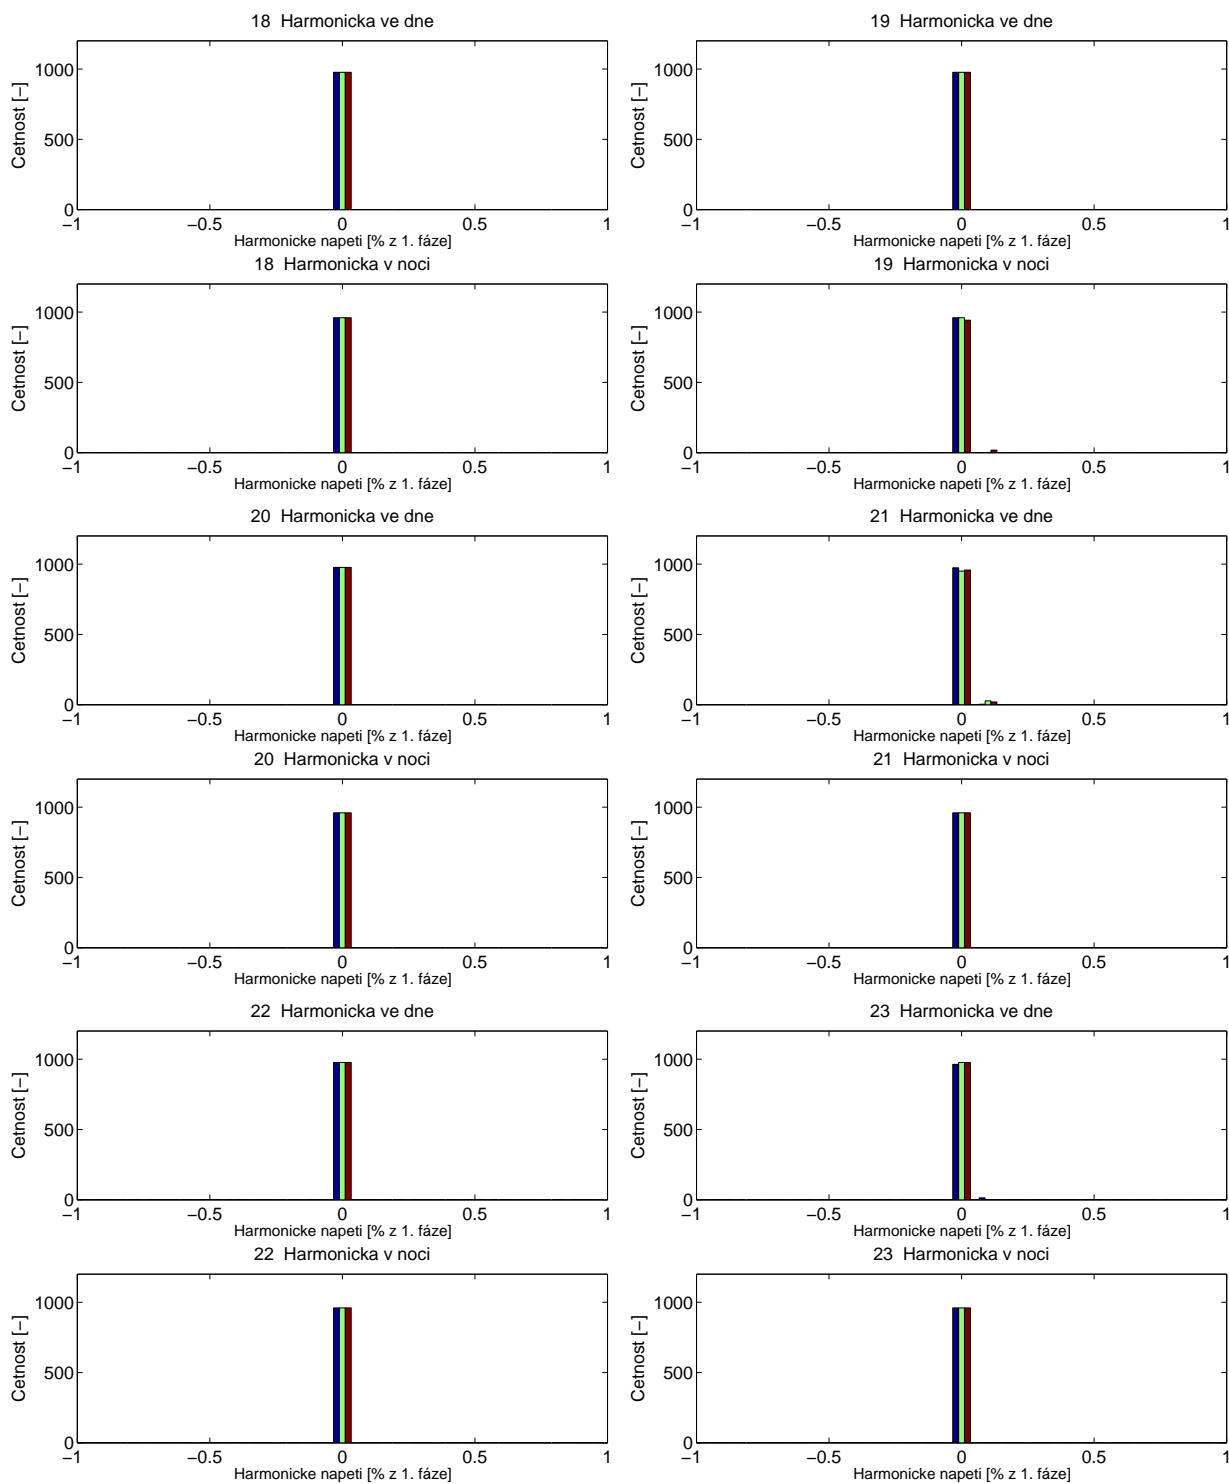 18 Harmonicka ve dne
Cetnost [−]
1000
500
0
−1 −0.5 0 0.5 1
Harmonicke napeti [% z 1. fáze]
19 Harmonicka ve dne
Cetnost [−]
1000
500
0
−1 −0.5 0 0.5 1
Harmonicke napeti [% z 1. fáze]
18 Harmonicka v noci
Cetnost [−]
1000
500
0
−1 −0.5 0 0.5 1
Harmonicke napeti [% z 1. fáze]
19 Harmonicka v noci
Cetnost [−]
1000
500
0
−1 −0.5 0 0.5 1
Harmonicke napeti [% z 1. fáze]
20 Harmonicka ve dne
Cetnost [−]
1000
500
0
−1 −0.5 0 0.5 1
Harmonicke napeti [% z 1. fáze]
21 Harmonicka ve dne
Cetnost [−]
1000
500
0
−1 −0.5 0 0.5 1
Harmonicke napeti [% z 1. fáze]
20 Harmonicka v noci
Cetnost [−]
1000
500
0
−1 −0.5 0 0.5 1
Harmonicke napeti [% z 1. fáze]
21 Harmonicka v noci
Cetnost [−]
1000
500
0
−1 −0.5 0 0.5 1
Harmonicke napeti [% z 1. fáze]
22 Harmonicka ve dne
Cetnost [−]
1000
500
0
−1 −0.5 0 0.5 1
Harmonicke napeti [% z 1. fáze]
23 Harmonicka ve dne
Cetnost [−]
1000
500
0
−1 −0.5 0 0.5 1
Harmonicke napeti [% z 1. fáze]
22 Harmonicka v noci
Cetnost [−]
1000
500
0
−1 −0.5 0 0.5 1
Harmonicke napeti [% z 1. fáze]
23 Harmonicka v noci
Cetnost [−]
1000
500
0
−1 −0.5 0 0.5 1
Harmonicke napeti [% z 1. fáze]